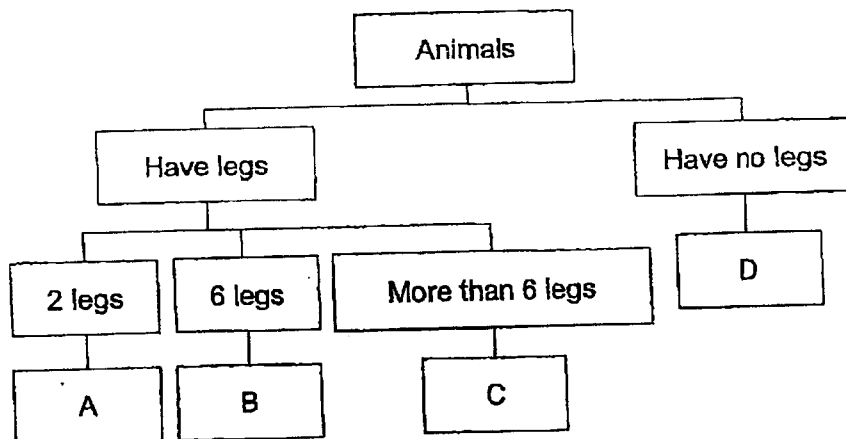 Animals
Have legs
Have no legs
2 legs
6 legs
More than 6 legs
D
A
B
C